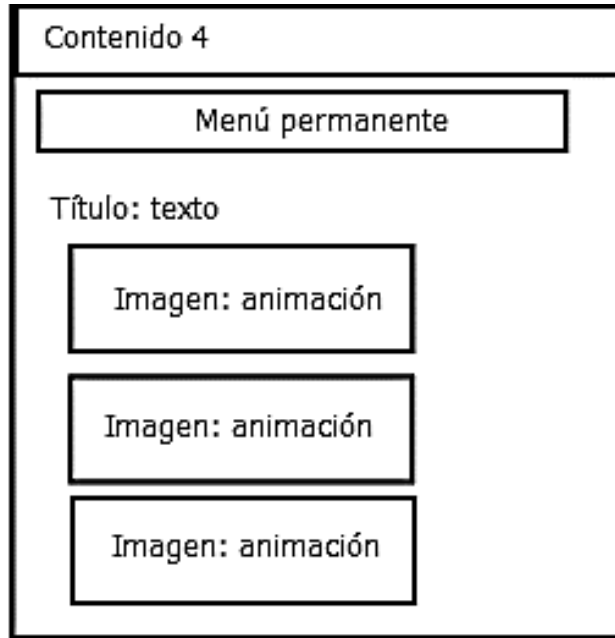 Contenido 4
Menú permanente
Título: texto
Imagen: animación
Imagen: animación
Imagen: animación